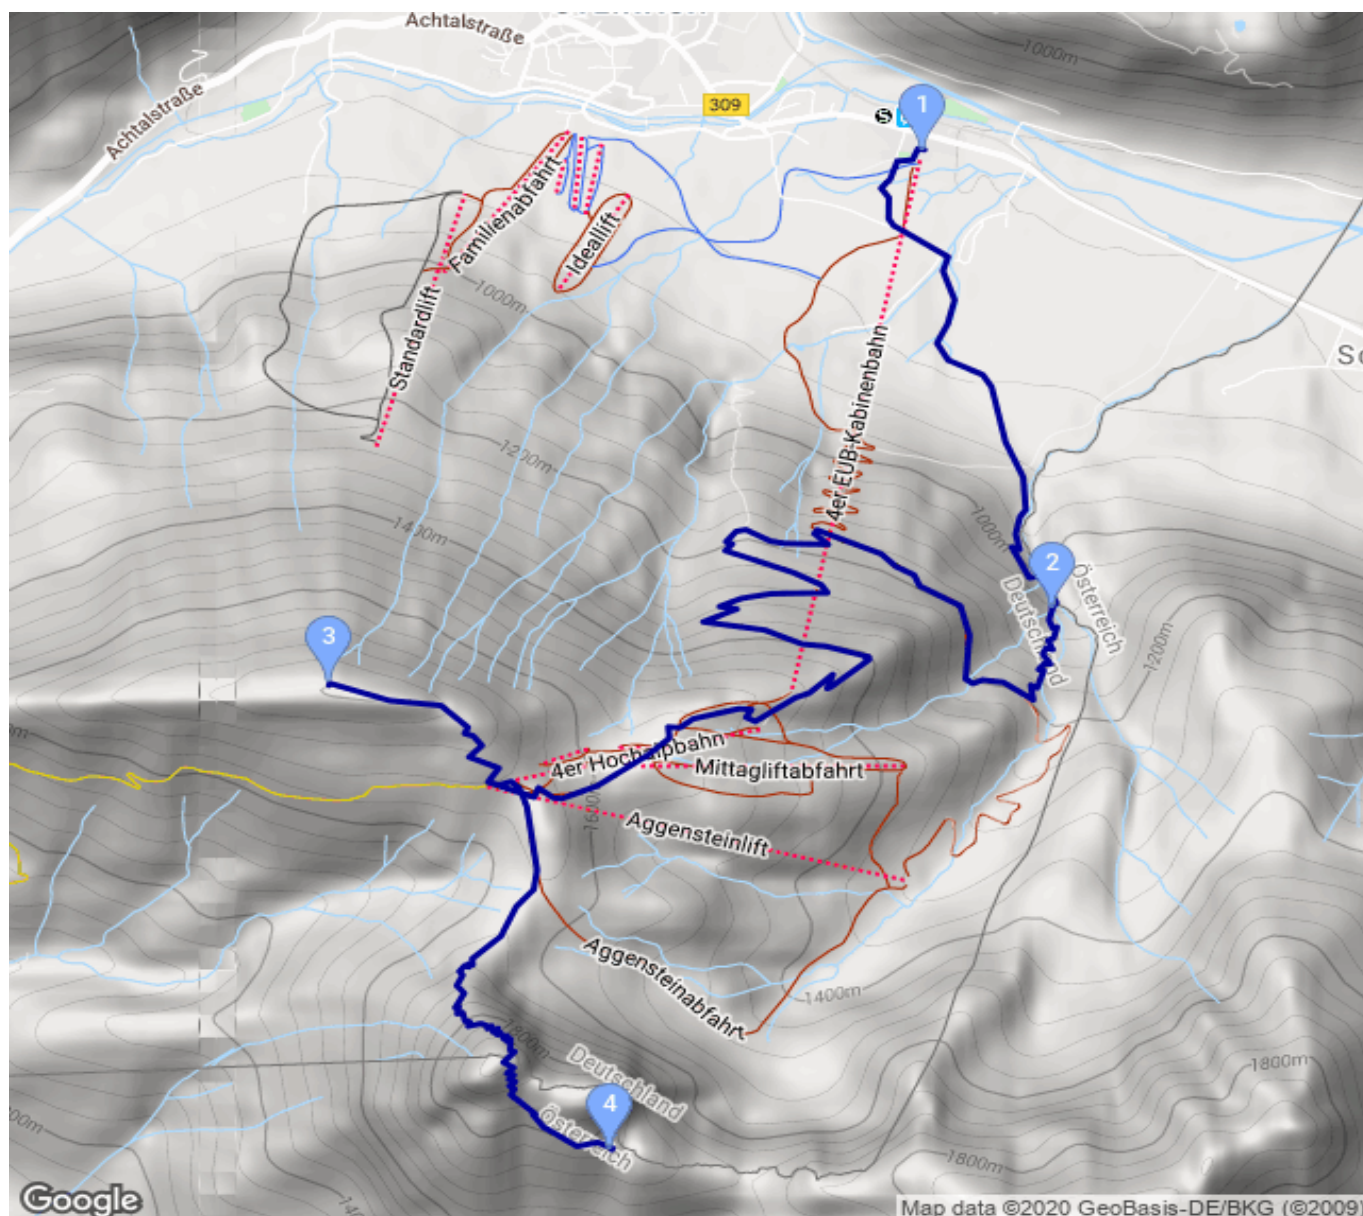 Achtalstraße
1000m
309
1
Achtalstraße
Familienabfahrt
Ideallift
Standardlift
1000m
4er EUB-Kabinenbahn
1200m
1400m
1000m
2
Österreich
Deutschland
1200m
3
4er Hochalpbahn
Mittagliftabfahrt
1600m
Aggensteinlift
Aggensteinabfahrt
1400m
1800m
Deutschland
4
Österreich
1800m
1800m
Google
Map data ©2020 GeoBasis-DE/BKG (©2009)